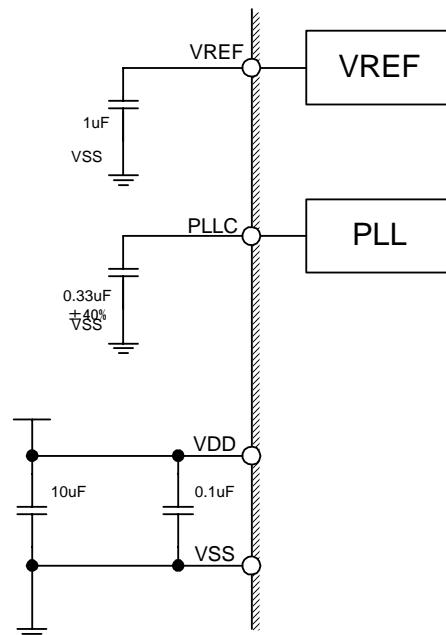 VREF
VREF
1uF
VSS
PLLC
PLL
0.33uF
±40%
VSS
VDD
10uF
0.1uF
VSS